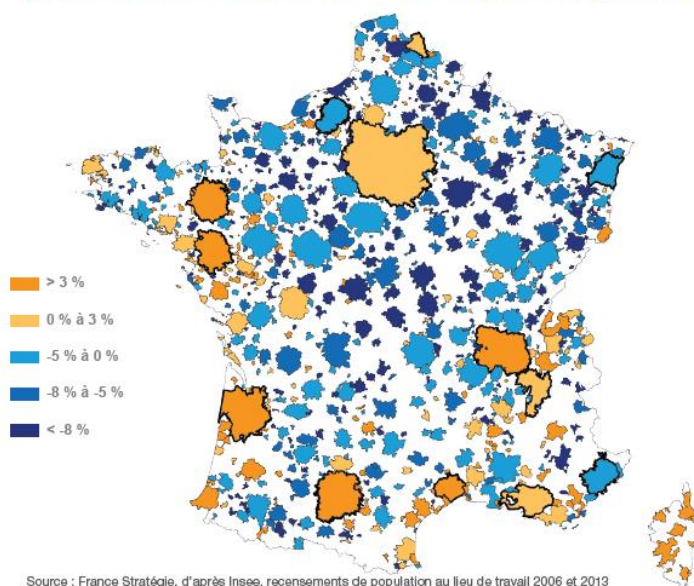 > 3 %
0 % à 3 %
-5 % à 0 %
-8 % à -5 %
< -8 %
Source : France Stratégie, d'après Insee, recensements de population au lieu de travail 2006 et 2013